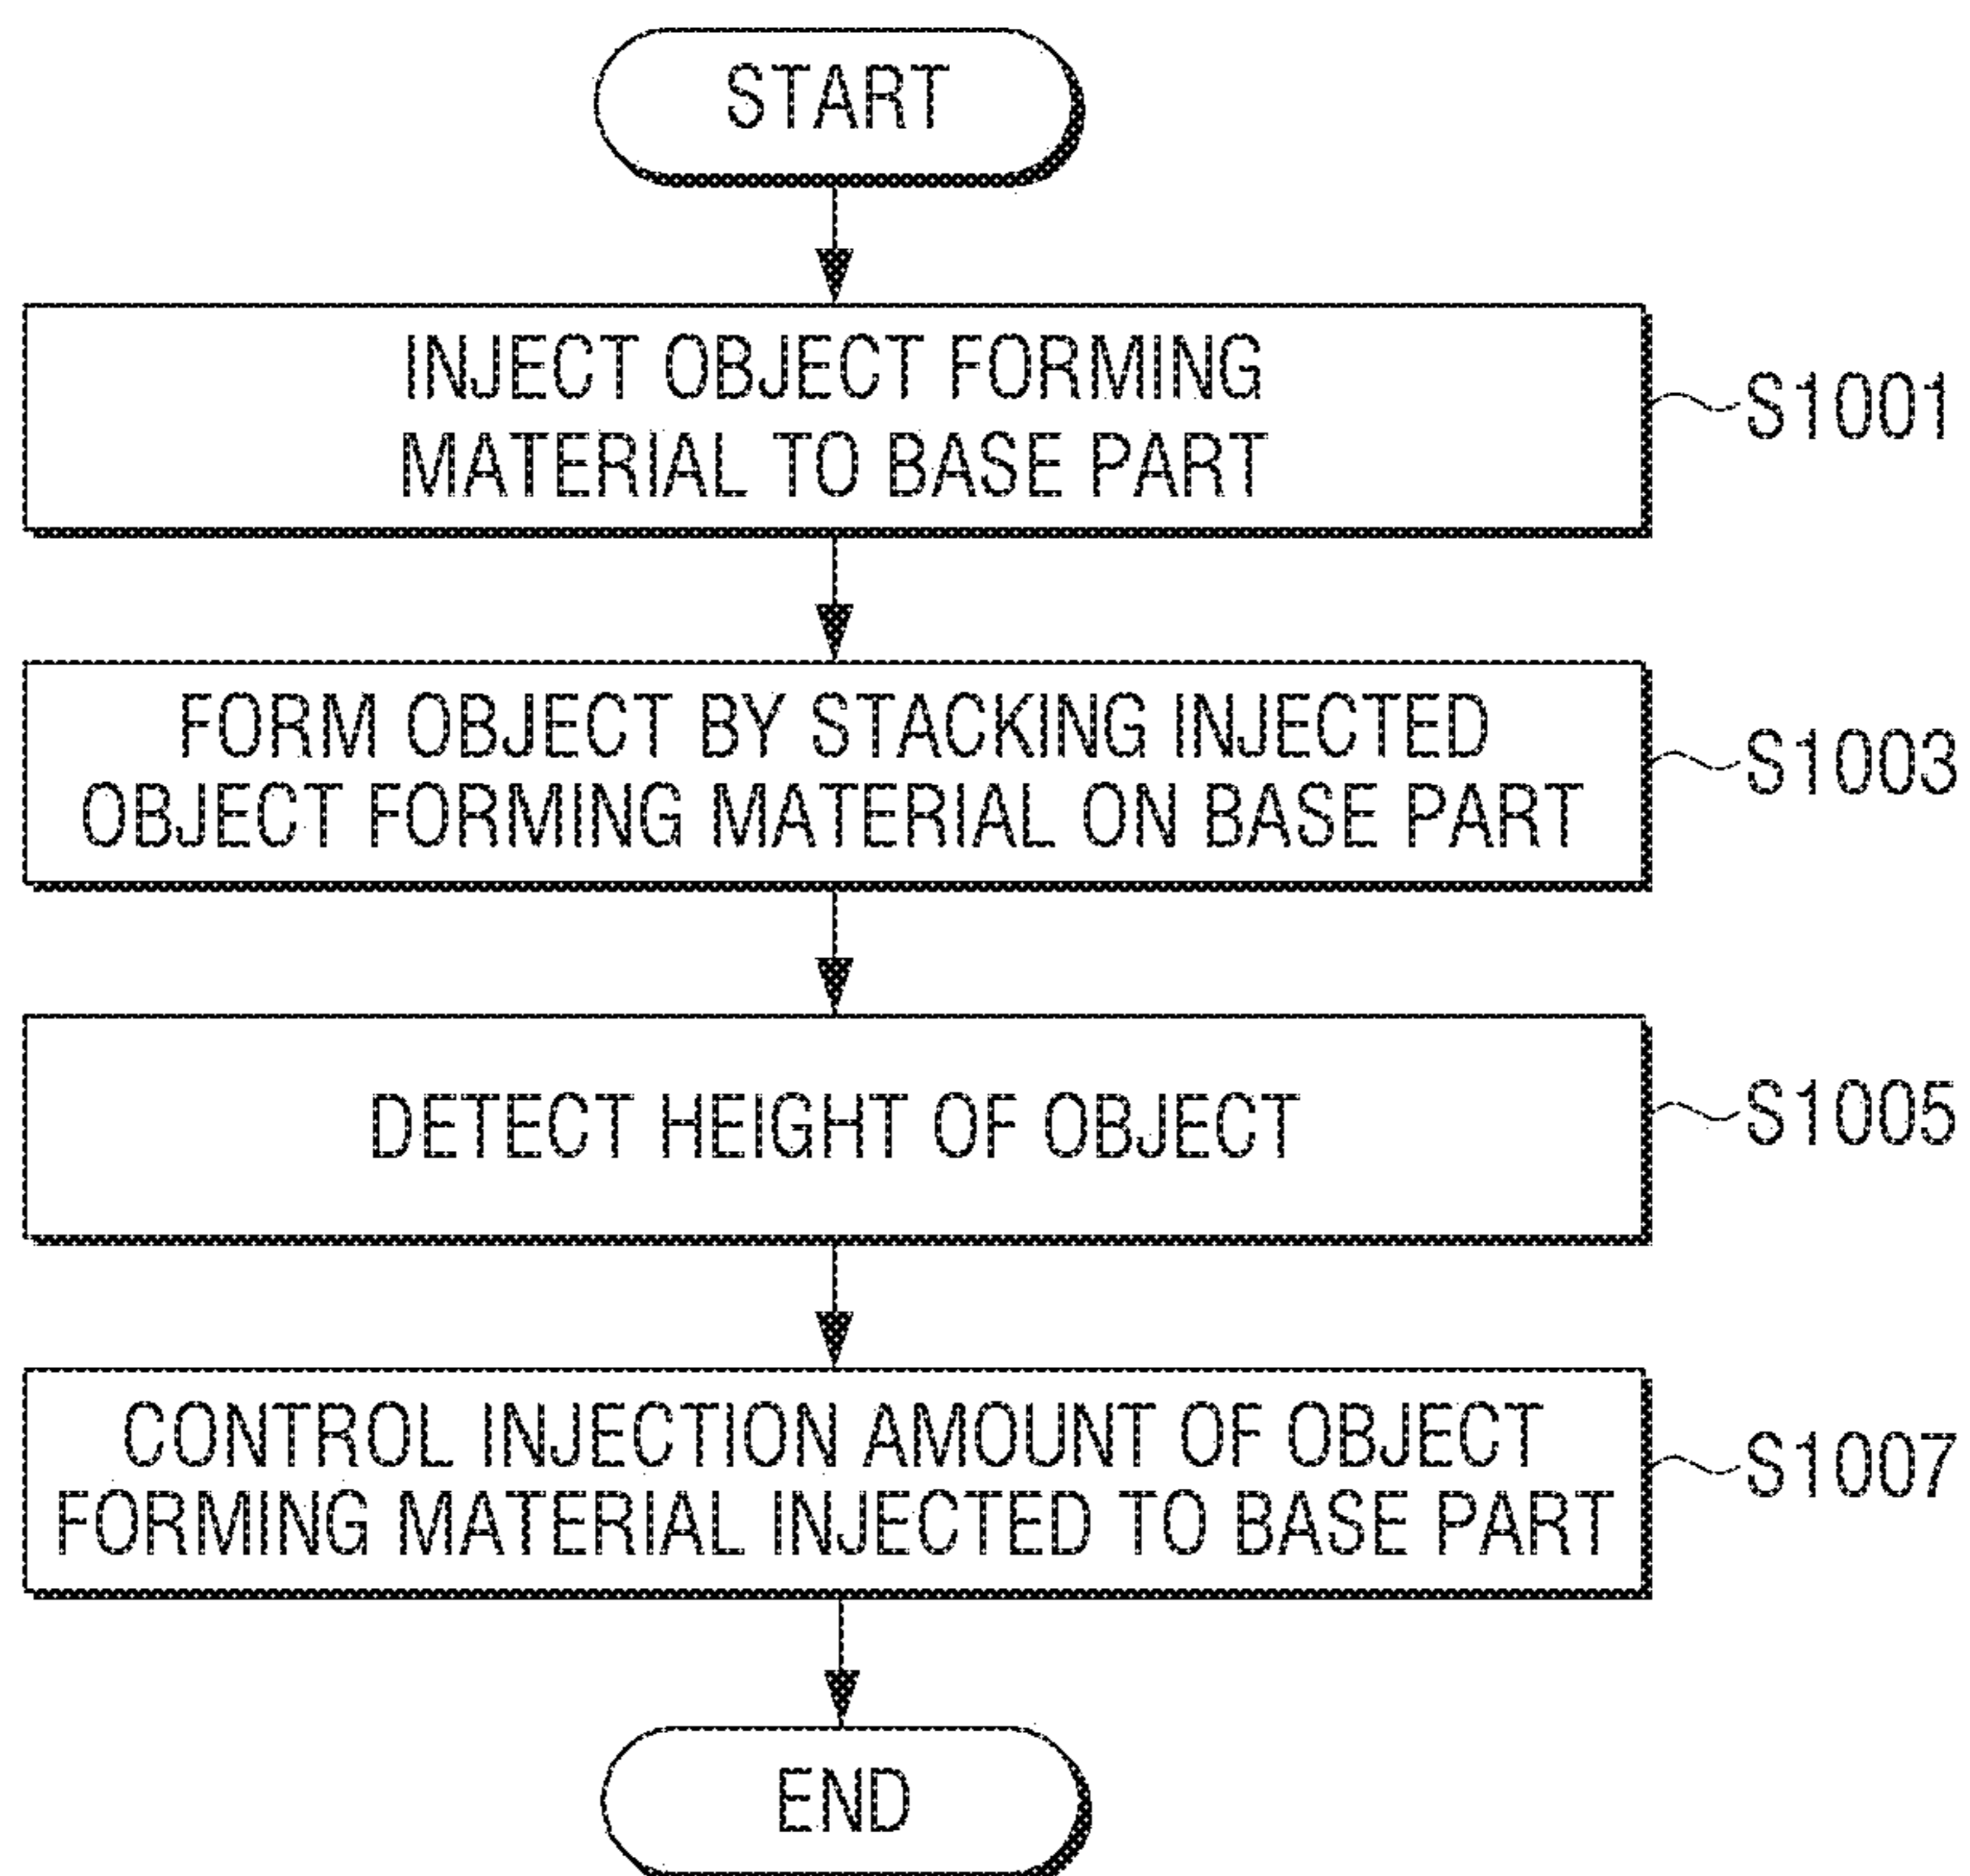 START
INJECT OBJECT FORMING
MATERIAL TO BASE PART
S1001
FORM OBJECT BY STACKING INJECTED
OBJECT FORMING MATERIAL ON BASE PART
S1003
DETECT HEIGHT OF OBJECT
S1005
CONTROL INJECTION AMOUNT OF OBJECT
FORMING MATERIAL INJECTED TO BASE PART
S1007
END